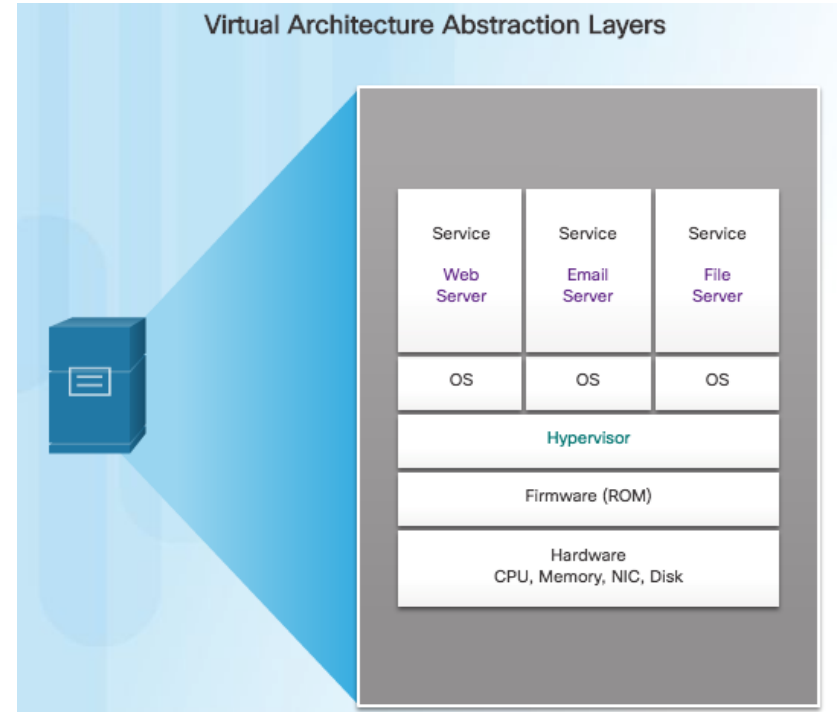 Virtual Architecture Abstraction Layers
Service Service Service
Web Email File
Server Server Server
OS OS OS
Hypervisor
Firmware (ROM)
Hardware
CPU, Memory, NIC, Disk